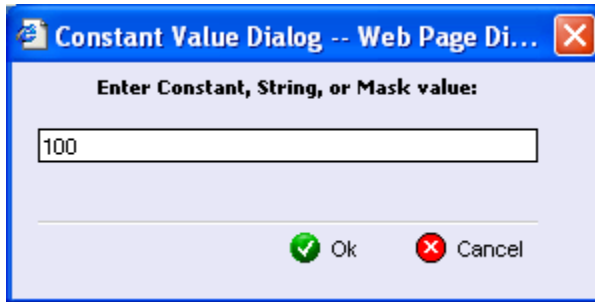 Constant Value Dialog -- Web Page Di...
Enter Constant, String, or Mask value:
100
Ok Cancel